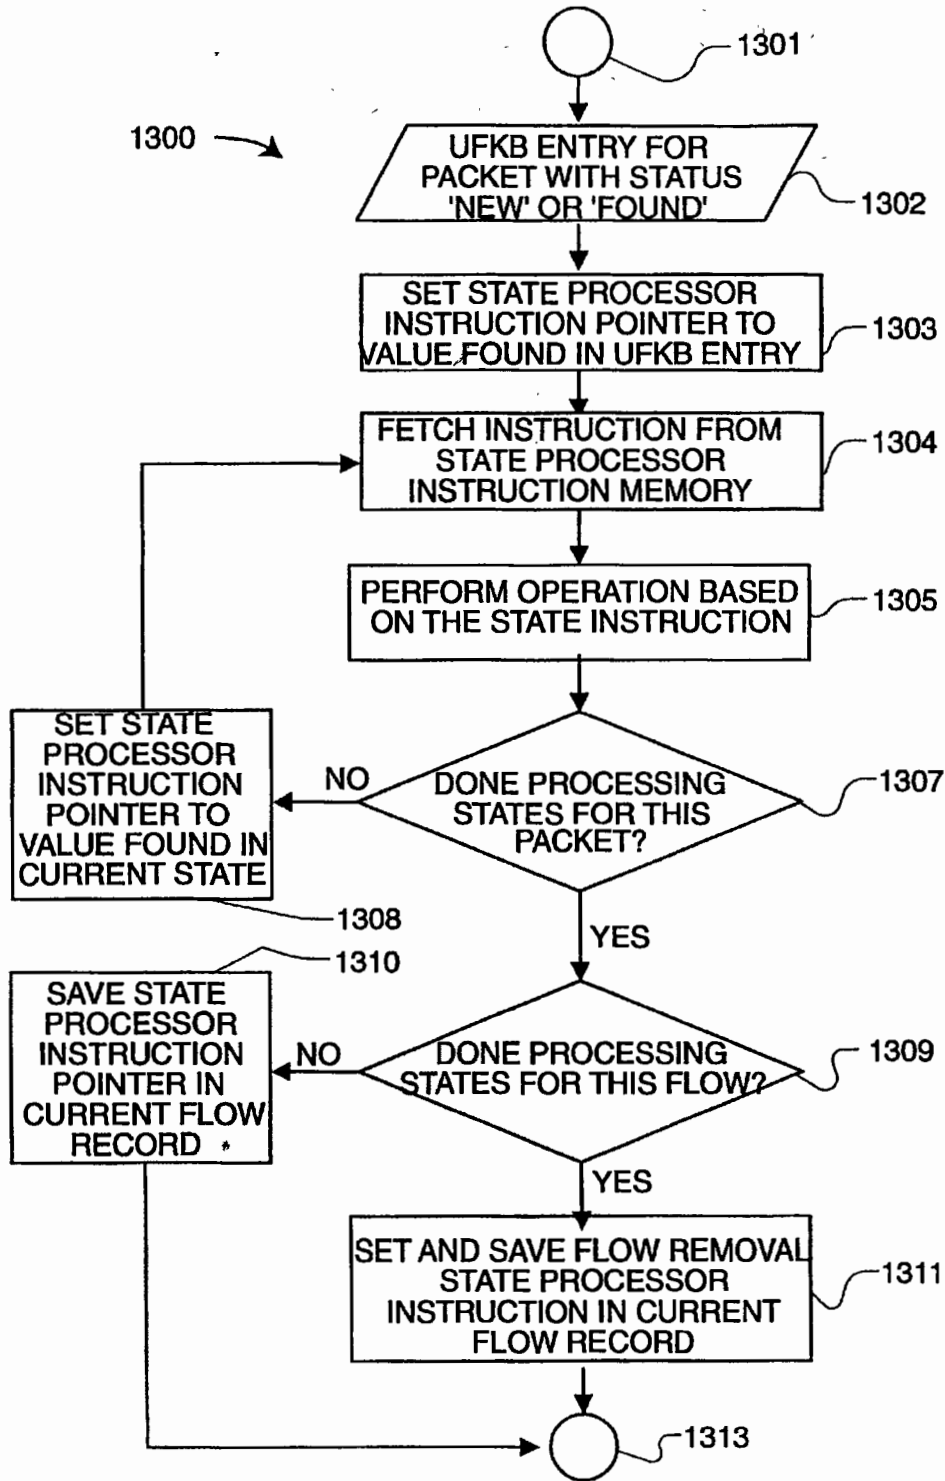 1301
1300
UFKB ENTRY FOR
PACKET WITH STATUS
'NEW' OR 'FOUND'
1302
SET STATE PROCESSOR
INSTRUCTION POINTER TO
VALUE FOUND IN UFKB ENTRY
1303
FETCH INSTRUCTION FROM
STATE PROCESSOR
INSTRUCTION MEMORY
1304
PERFORM OPERATION BASED
ON THE STATE INSTRUCTION
1305
SET STATE
PROCESSOR
INSTRUCTION
POINTER TO
VALUE FOUND IN
CURRENT STATE
1308
NO
DONE PROCESSING
STATES FOR THIS
PACKET?
1307
YES
1310
SAVE STATE
PROCESSOR
INSTRUCTION
POINTER IN
CURRENT FLOW
RECORD
NO
DONE PROCESSING
STATES FOR THIS FLOW?
1309
YES
SET AND SAVE FLOW REMOVAL
STATE PROCESSOR
INSTRUCTION IN CURRENT
FLOW RECORD
1311
1313